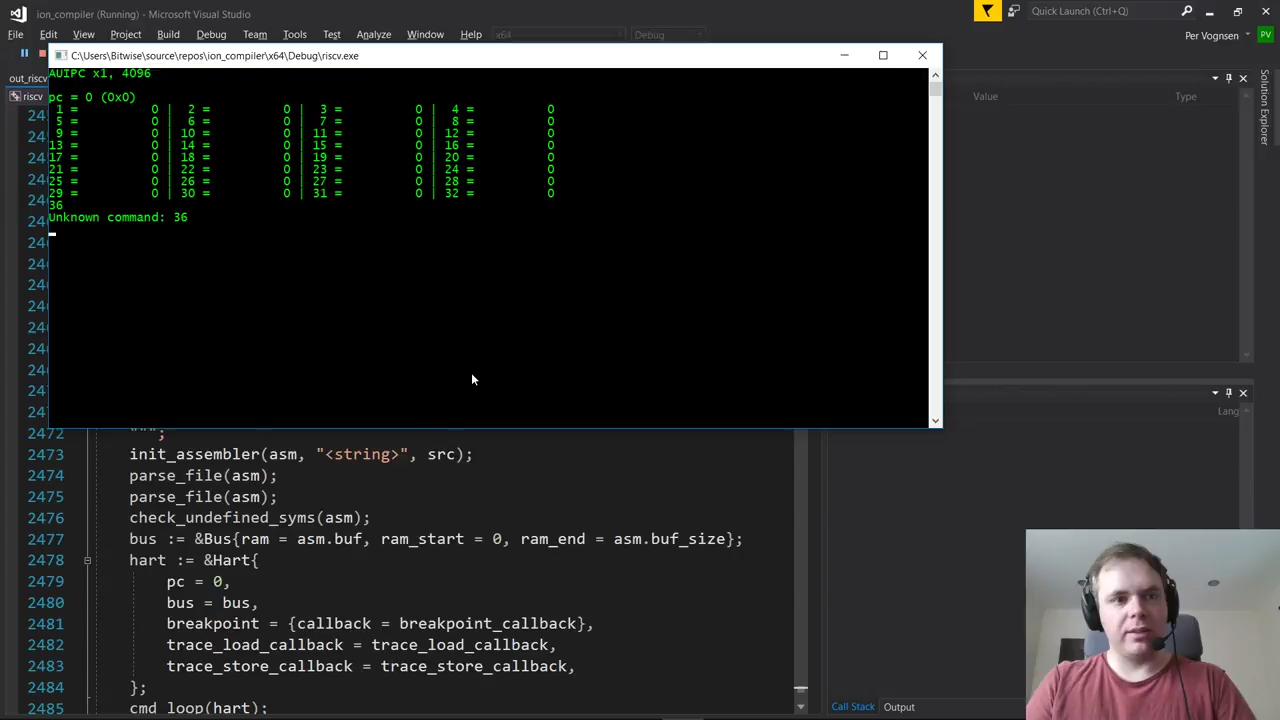 ion_compiler (Running) - Microsoft Visual Studio
Quick Launch (Ctrl+Q)
File Edit View Project Build Debug Team Tools Test Analyze Window Help
x64 Debug
Per Vognsen PV
C:\Users\Bitwise\source\repos\ion_compiler\x64\Debug\riscv.exe
AUIPC x1, 4096
pc = 0 (0x0)
1 = 0 | 2 = 0 | 3 = 0 | 4 = 0
5 = 0 | 6 = 0 | 7 = 0 | 8 = 0
9 = 0 | 10 = 0 | 11 = 0 | 12 = 0
13 = 0 | 14 = 0 | 15 = 0 | 16 = 0
17 = 0 | 18 = 0 | 19 = 0 | 20 = 0
21 = 0 | 22 = 0 | 23 = 0 | 24 = 0
25 = 0 | 26 = 0 | 27 = 0 | 28 = 0
29 = 0 | 30 = 0 | 31 = 0 | 32 = 0
36
Unknown command: 36
out_riscv
riscv
Value Type
Solution Explorer
Lang
2472 """;
2473 init_assembler(asm, "<string>", src);
2474 parse_file(asm);
2475 parse_file(asm);
2476 check_undefined_syms(asm);
2477 bus := &Bus{ram = asm.buf, ram_start = 0, ram_end = asm.buf_size};
2478 hart := &Hart{
2479 pc = 0,
2480 bus = bus,
2481 breakpoint = {callback = breakpoint_callback},
2482 trace_load_callback = trace_load_callback,
2483 trace_store_callback = trace_store_callback,
2484 };
2485 cmd_loop(hart);
Call Stack Output